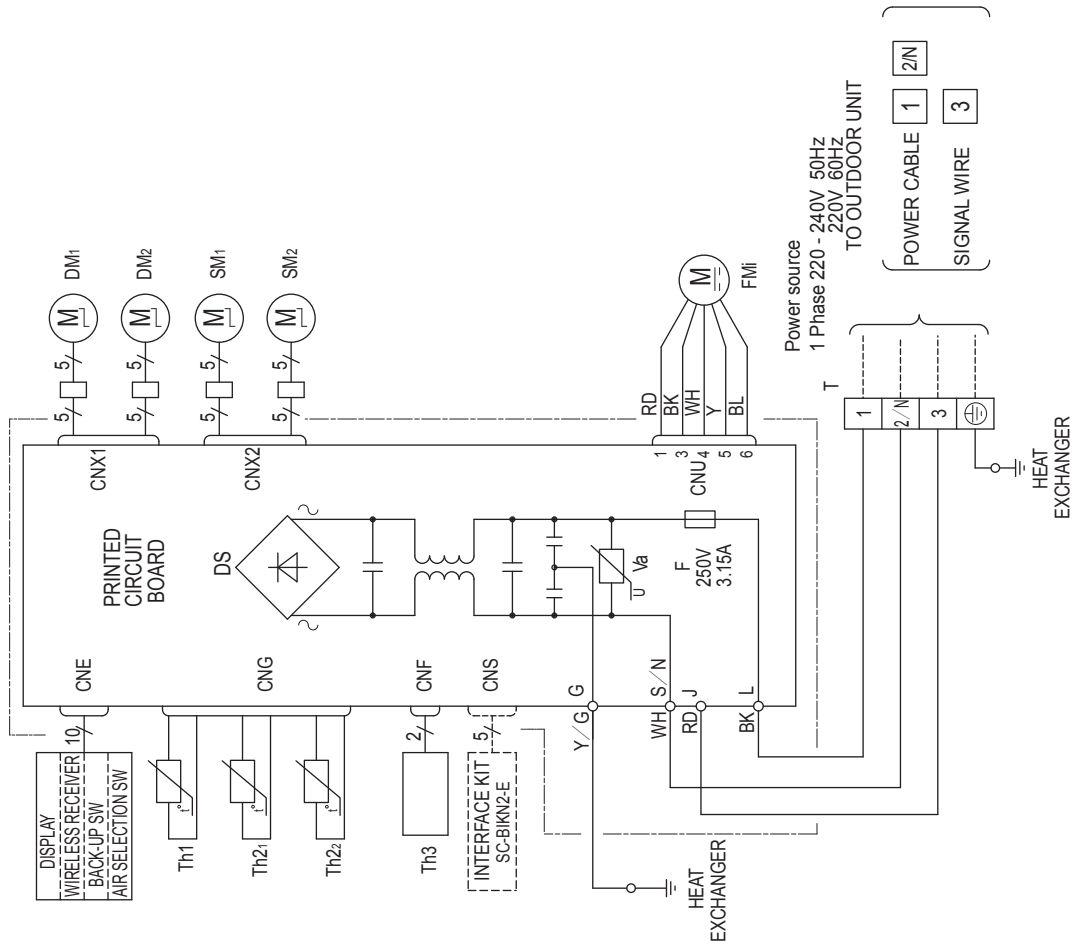 DISPLAY
WIRELESS RECEIVER
BACK-UP SW
AIR SELECTION SW
10
CNE
Th1
Th2₁
Th2₂
t°
t°
t°
CNG
Th3
2
CNF
INTERFACE KIT
SC-BIKN2-E
5
CNS
PRINTED
CIRCUIT
BOARD
DS
CNX1
CNX2
5
5
DM1
5
5
DM2
5
5
SM1
5
5
SM2
M
M
M
M
U
Va
F
250V
3.15A
CNU
1
3
4
5
6
RD
BK
WH
Y
BL
M
FMi
Y/G
G
WH
S/N
RD
J
BK
L
HEAT
EXCHANGER
T
1
2/N
3
HEAT
EXCHANGER
Power source
1 Phase 220 - 240V 50Hz
220V 60Hz
TO OUTDOOR UNIT
POWER CABLE 1 2/N
SIGNAL WIRE 3